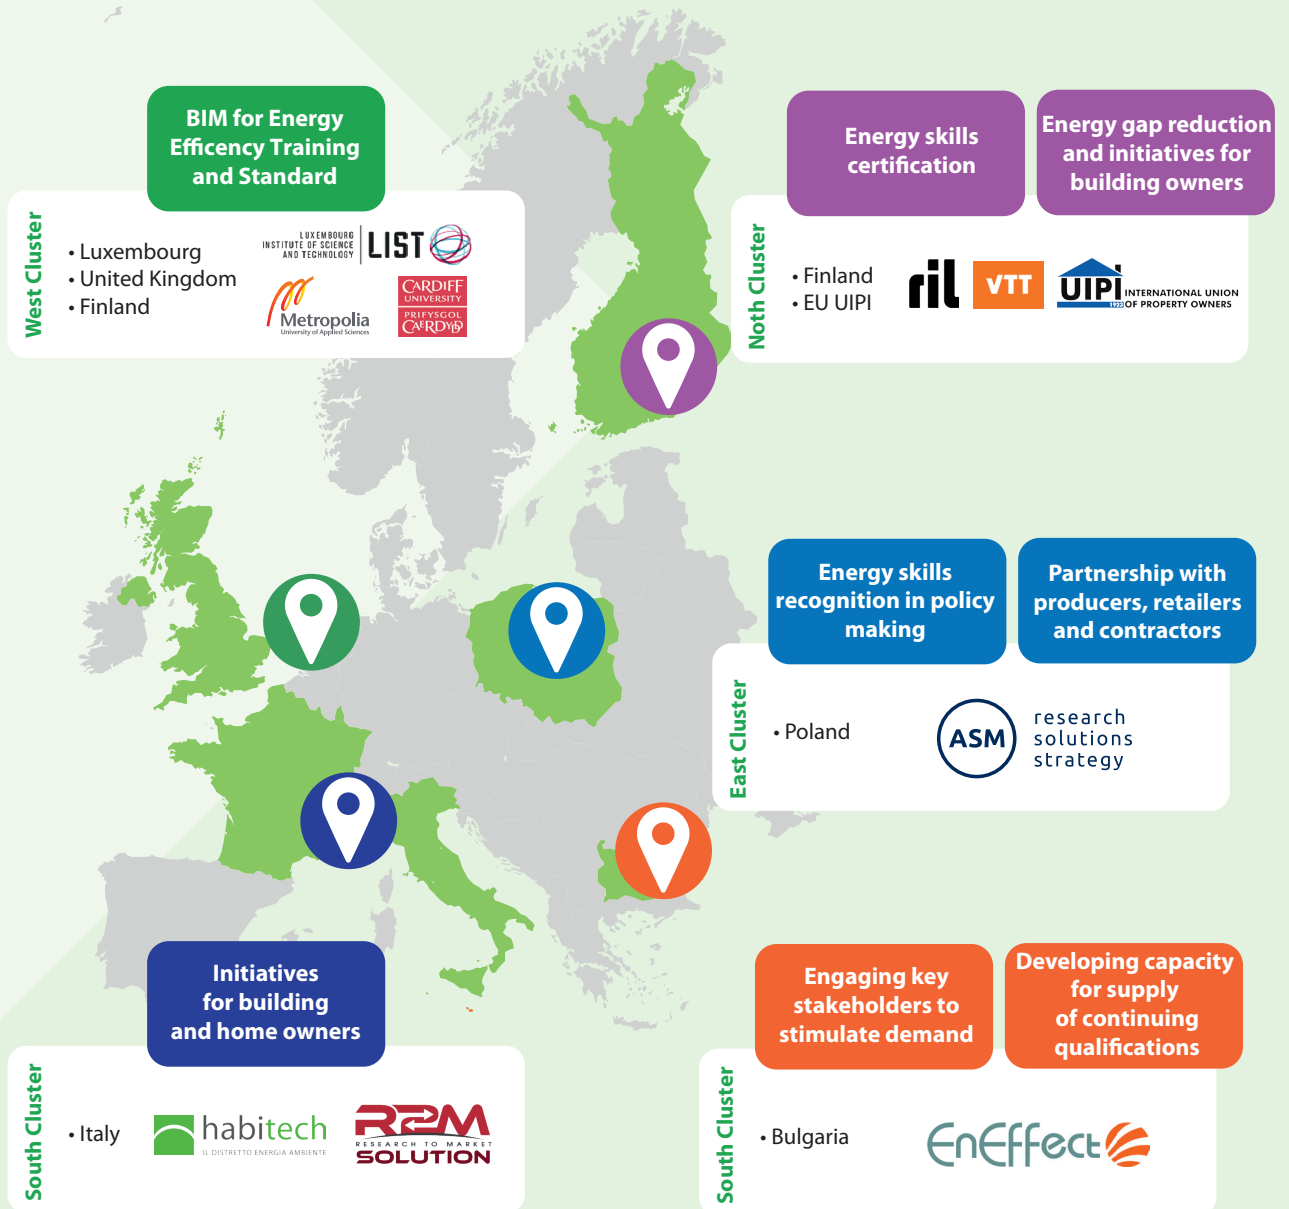 BIM for Energy
Efficency Training
and Standard
West Cluster
• Luxembourg
• United Kingdom
• Finland
LUXEMBOURG
INSTITUTE OF SCIENCE
AND TECHNOLOGY
LIST
Metropolia
University of Applied Sciences
CARDIFF
UNIVERSITY
PRIFYSGOL
CAERDYDD
Energy skills
certification
Energy gap reduction
and initiatives for
building owners
Noth Cluster
• Finland
• EU UIPI
ril
VTT
UIPI
1923
INTERNATIONAL UNION
OF PROPERTY OWNERS
Energy skills
recognition in policy
making
Partnership with
producers, retailers
and contractors
East Cluster
• Poland
ASM
research
solutions
strategy
Initiatives
for building
and home owners
South Cluster
• Italy
habitech
IL DISTRETTO ENERGIA AMBIENTE
R2M
RESEARCH TO MARKET
SOLUTION
Engaging key
stakeholders to
stimulate demand
Developing capacity
for supply
of continuing
qualifications
South Cluster
• Bulgaria
EnEffect